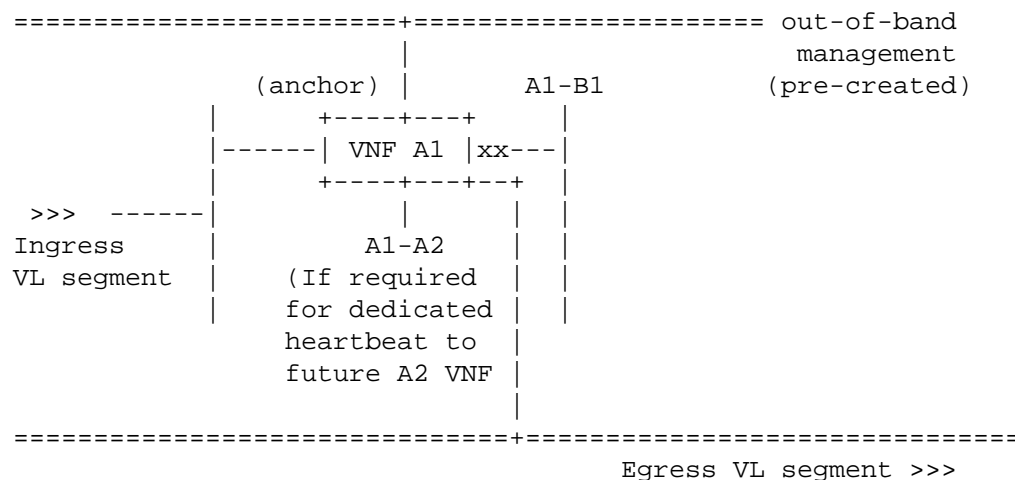 ========================+====================== out-of-band
| management
(anchor) | A1-B1 (pre-created)
| +----+---+ |
|------| VNF A1 |xx---|
| +----+---+--+ |
>>> ------| | | |
Ingress | A1-A2 | |
VL segment | (If required | |
| for dedicated | |
heartbeat to |
future A2 VNF |
|
===============================+===============================
Egress VL segment >>>